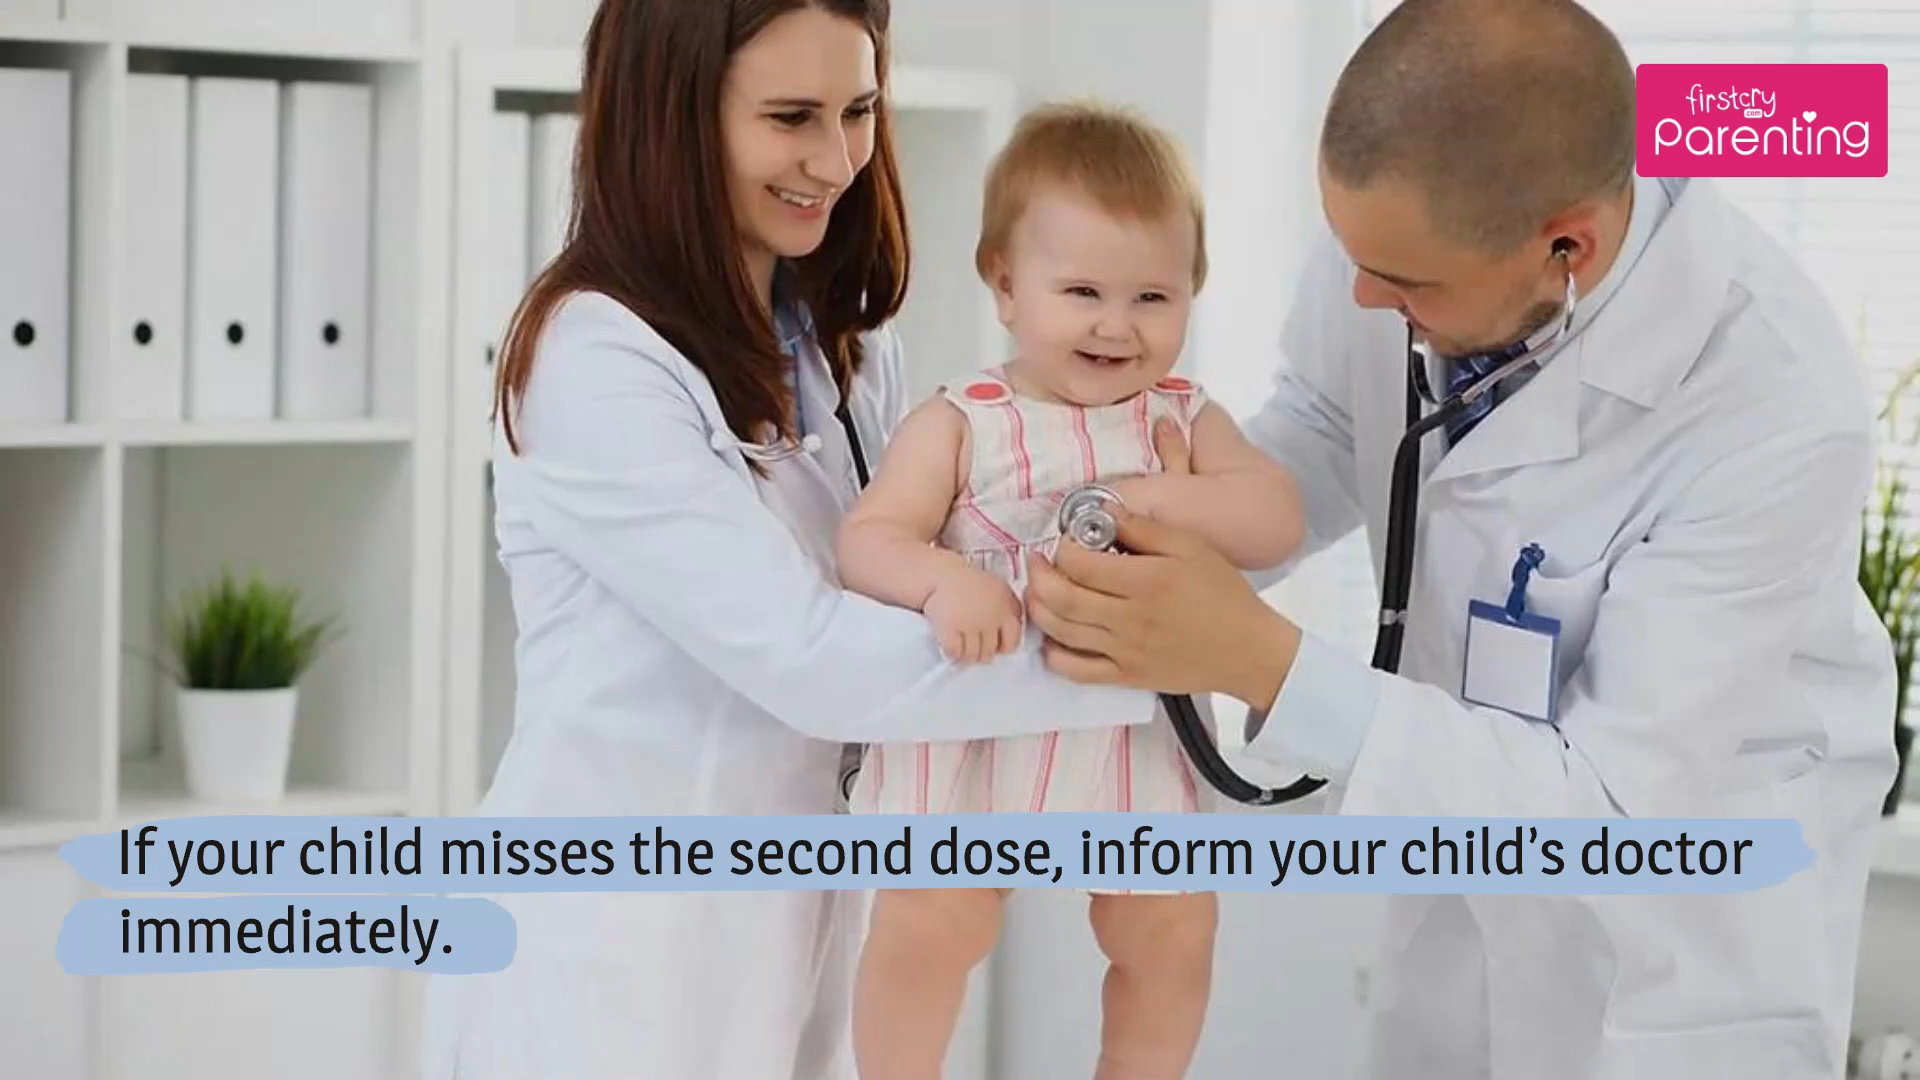 firstcry
.com
Parenting
If your child misses the second dose, inform your child’s doctor
immediately.